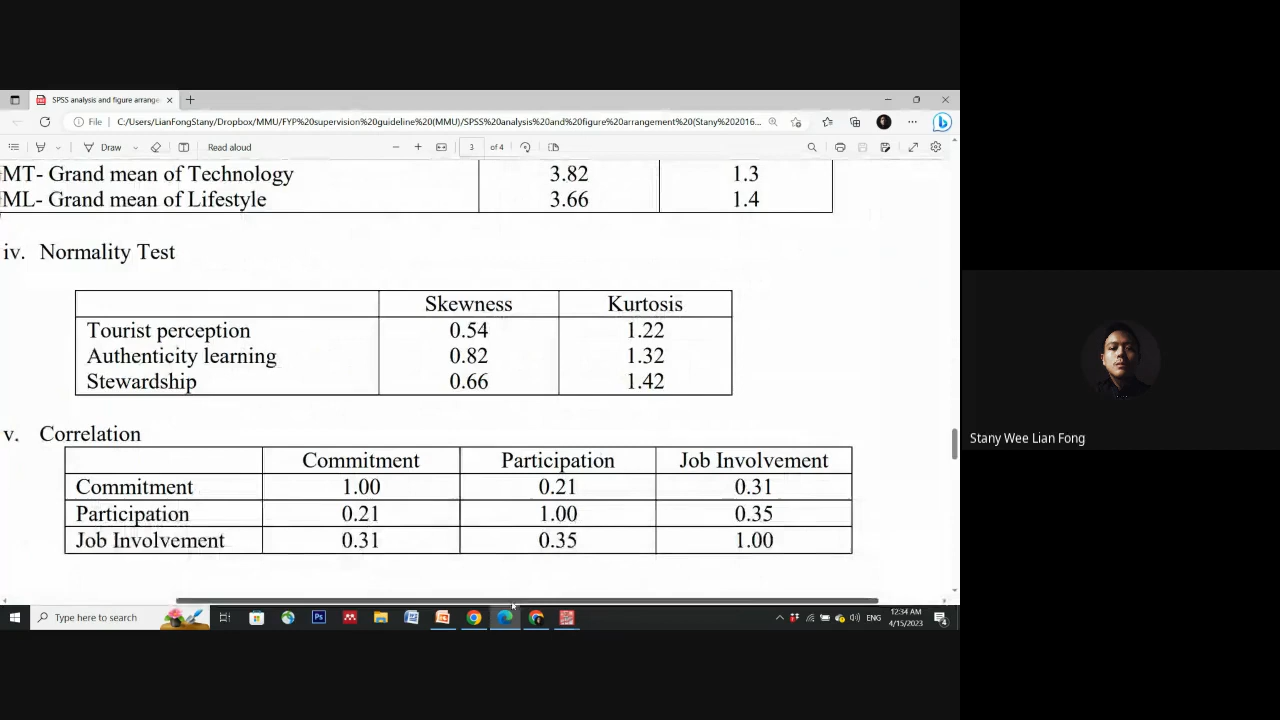 SPSS analysis and figure arrange
File
C:/Users/LianFongStany/Dropbox/MMU/FYP%20supervision%20guideline%20(MMU)/SPSS%20analysis%20and%20figure%20arrangement%20(Stany%202016...
Draw
Read aloud
3 of 4
MT- Grand mean of Technology 3.82 1.3
ML- Grand mean of Lifestyle 3.66 1.4
iv. Normality Test
Skewness Kurtosis
Tourist perception 0.54 1.22
Authenticity learning 0.82 1.32
Stewardship 0.66 1.42
v. Correlation
Commitment Participation Job Involvement
Commitment 1.00 0.21 0.31
Participation 0.21 1.00 0.35
Job Involvement 0.31 0.35 1.00
Stany Wee Lian Fong
Type here to search
Ps
ENG
12:34 AM
4/15/2023
4